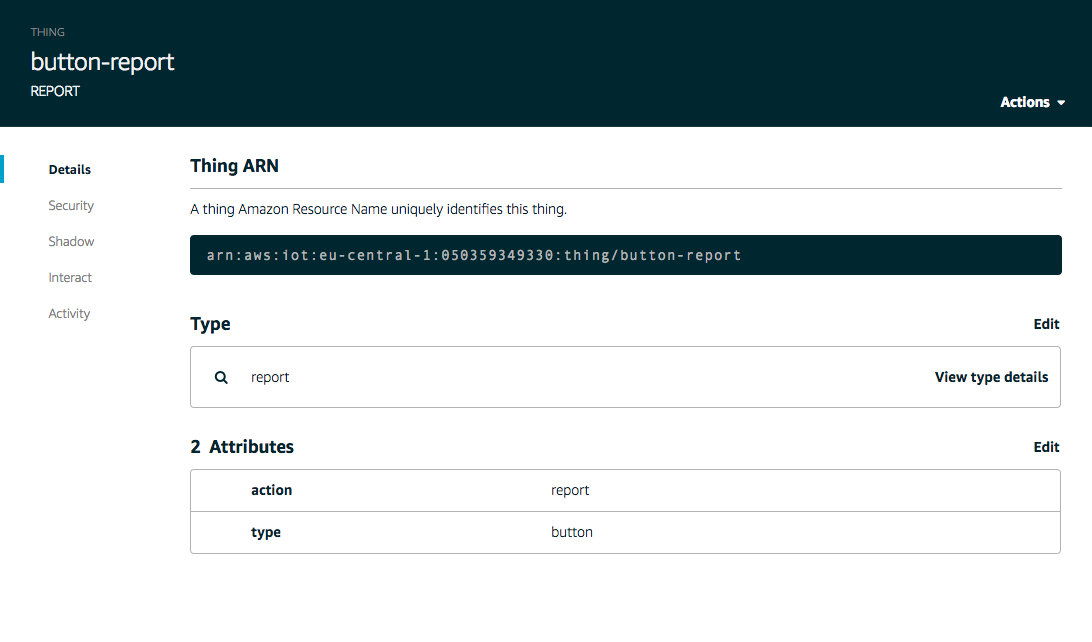 THING
button-report
REPORT
Actions
Details
Security
Shadow
Interact
Activity
Thing ARN
A thing Amazon Resource Name uniquely identifies this thing.
arn:aws:iot:eu-central-1:050359349330:thing/button-report
Type Edit
report View type details
2 Attributes Edit
action report
type button